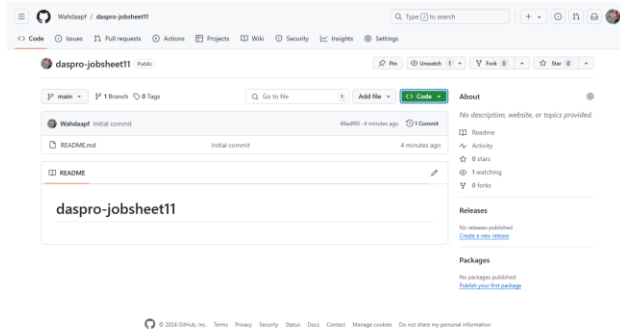 Wahdaapf / daspro-jobsheet11
Type / to search
Code Issues Pull requests Actions Projects Wiki Security Insights Settings
daspro-jobsheet11 Public
Pin Unwatch 1 Fork 0 Star 0
main 1 Branch 0 Tags
Go to file
Add file Code
Wahdaapf Initial commit
4 minutes ago 1 Commit
README.md Initial commit 4 minutes ago
README
daspro-jobsheet11
About
No description, website, or topics provided.
Readme
Activity
0 stars
1 watching
0 forks
Releases
No releases published
Create a new release
Packages
No packages published
Publish your first package
© 2024 GitHub, Inc. Terms Privacy Security Status Docs Contact Manage cookies Do not share my personal information